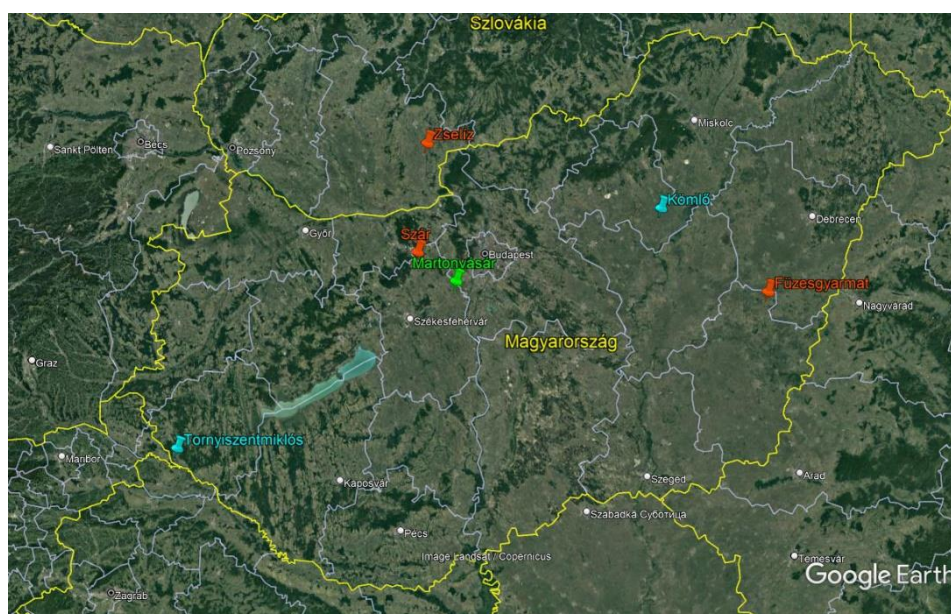 Szlovákia
Miskolc
Zselíz
Sankt Pölten
Bécs
Pozsony
Kömlő
Debrecen
Győr
Szár
Budapest
Martonvásár
Füzesgyarmat
Nagyvárad
Székesfehérvár
Magyarország
Graz
Tornyiszentmiklós
Maribor
Kaposvár
Szeged
Arad
Szabadka Суботица
Pécs
Image Landsat / Copernicus
Temesvár
Google Earth
Zágráb